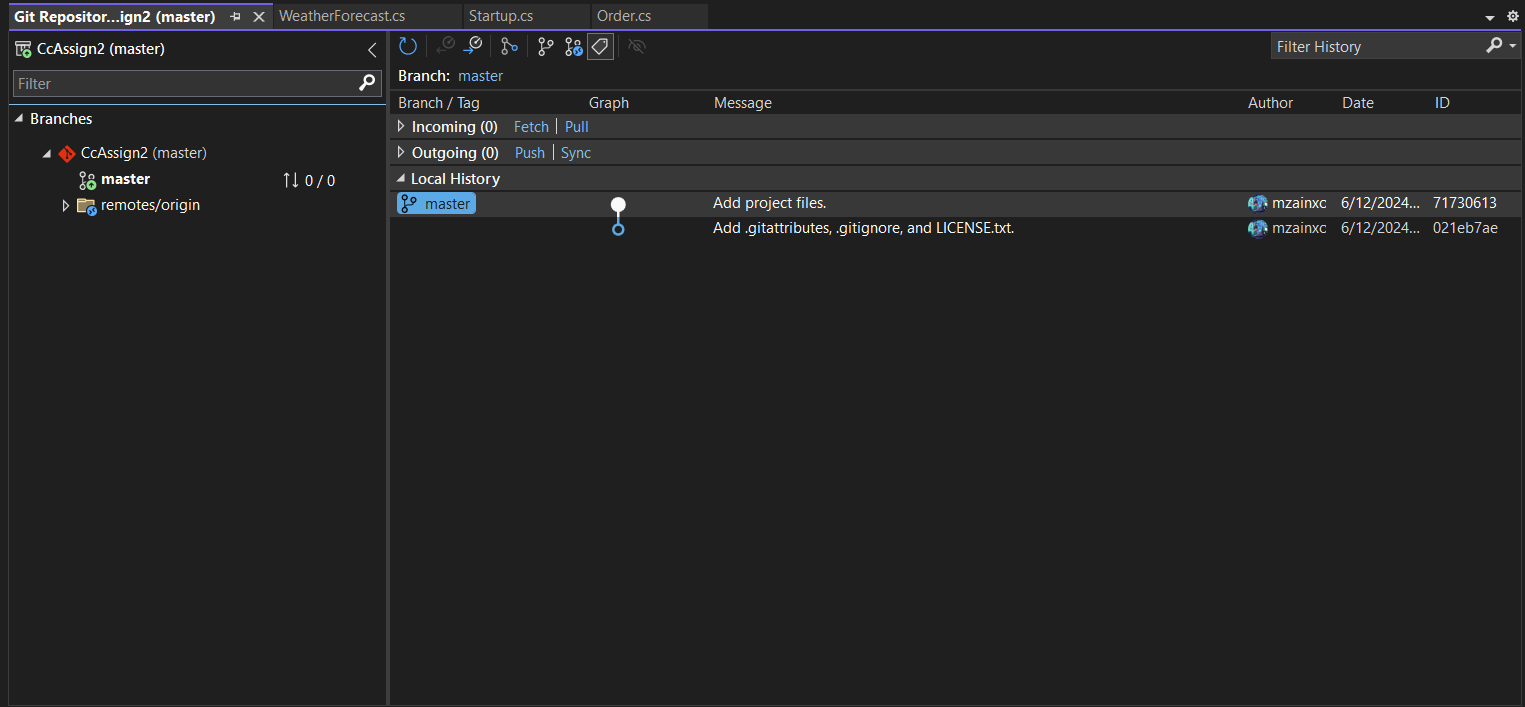 Git Repositor...ign2 (master) WeatherForecast.cs Startup.cs Order.cs
CcAssign2 (master)
Filter
Branches
CcAssign2 (master)
master 0 / 0
remotes/origin
Filter History
Branch: master
Branch / Tag Graph Message Author Date ID
Incoming (0) Fetch Pull
Outgoing (0) Push Sync
Local History
master Add project files. mzainxc 6/12/2024... 71730613
Add .gitattributes, .gitignore, and LICENSE.txt. mzainxc 6/12/2024... 021eb7ae